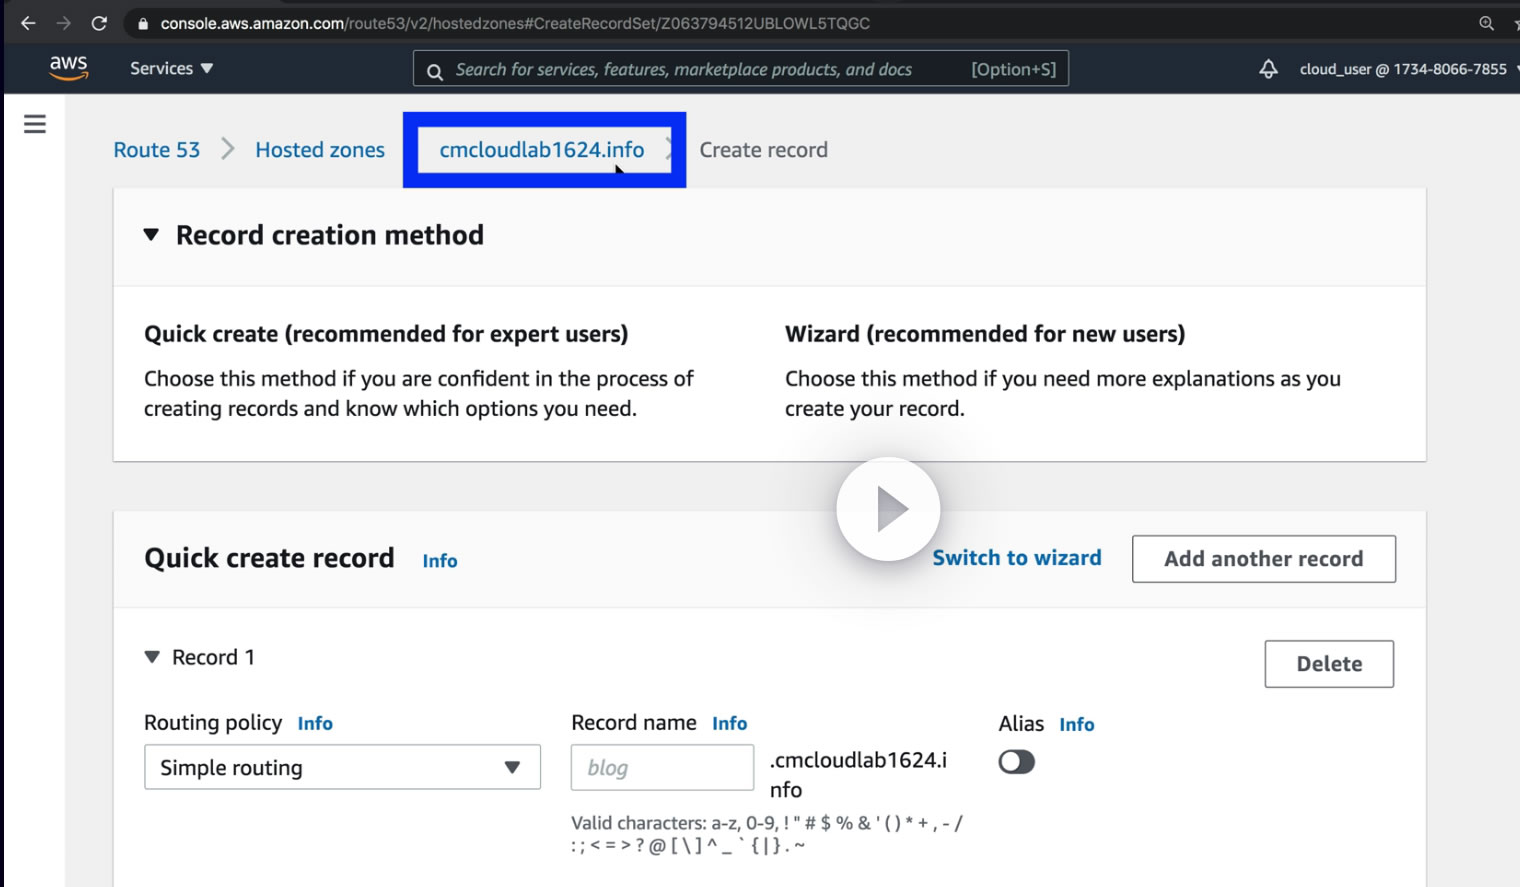 console.aws.amazon.com/route53/v2/hostedzones#CreateRecordSet/Z063794512UBLOWL5TQGC
aws Services Search for services, features, marketplace products, and docs [Option+S] cloud_user @ 1734-8066-7855
Route 53 Hosted zones cmcloudlab1624.info Create record
Record creation method
Quick create (recommended for expert users)
Choose this method if you are confident in the process of
creating records and know which options you need.
Wizard (recommended for new users)
Choose this method if you need more explanations as you
create your record.
Quick create record Info Switch to wizard Add another record
Record 1 Delete
Routing policy Info
Simple routing
Record name Info
blog .cmcloudlab1624.i
nfo
Valid characters: a-z, 0-9, ! " # $ % & ' ( ) * + , - /
: ; < = > ? @ [ \ ] ^ _ ` { | } . ~
Alias Info